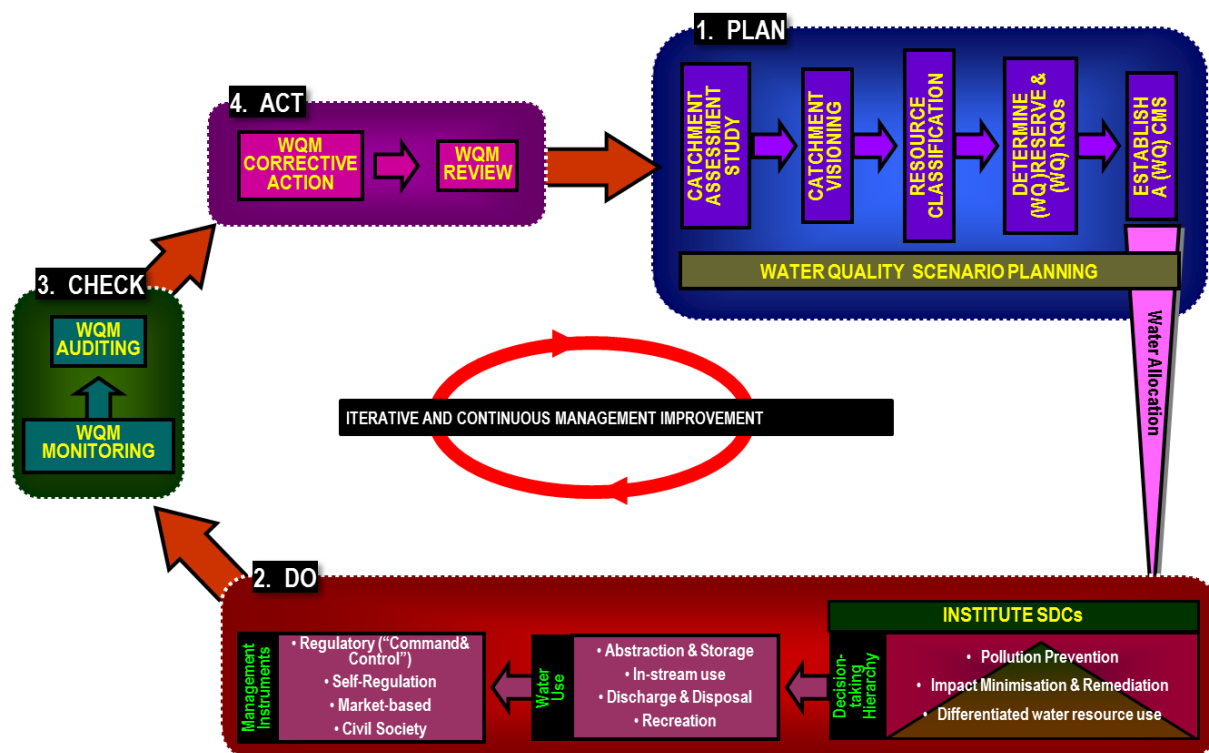 1. PLAN
CATCHMENT
ASSESSMENT
STUDY
CATCHMENT
VISIONING
RESOURCE
CLASSIFICATION
DETERMINE
(WQ )RESERVE &
(WQ) RQOs
ESTABLISH
A (WQ) CMS
WATER QUALITY SCENARIO PLANNING
Water Allocation
4. ACT
WQM
CORRECTIVE
ACTION
WQM
REVIEW
3. CHECK
WQM
AUDITING
WQM
MONITORING
ITERATIVE AND CONTINUOUS MANAGEMENT IMPROVEMENT
2. DO
Management
Instruments
• Regulatory (“Command&
Control”)
• Self-Regulation
• Market-based
• Civil Society
Water
Use
• Abstraction & Storage
• In-stream use
• Discharge & Disposal
• Recreation
INSTITUTE SDCs
Decision-
taking
Hierarchy
• Pollution Prevention
• Impact Minimisation & Remediation
• Differentiated water resource use